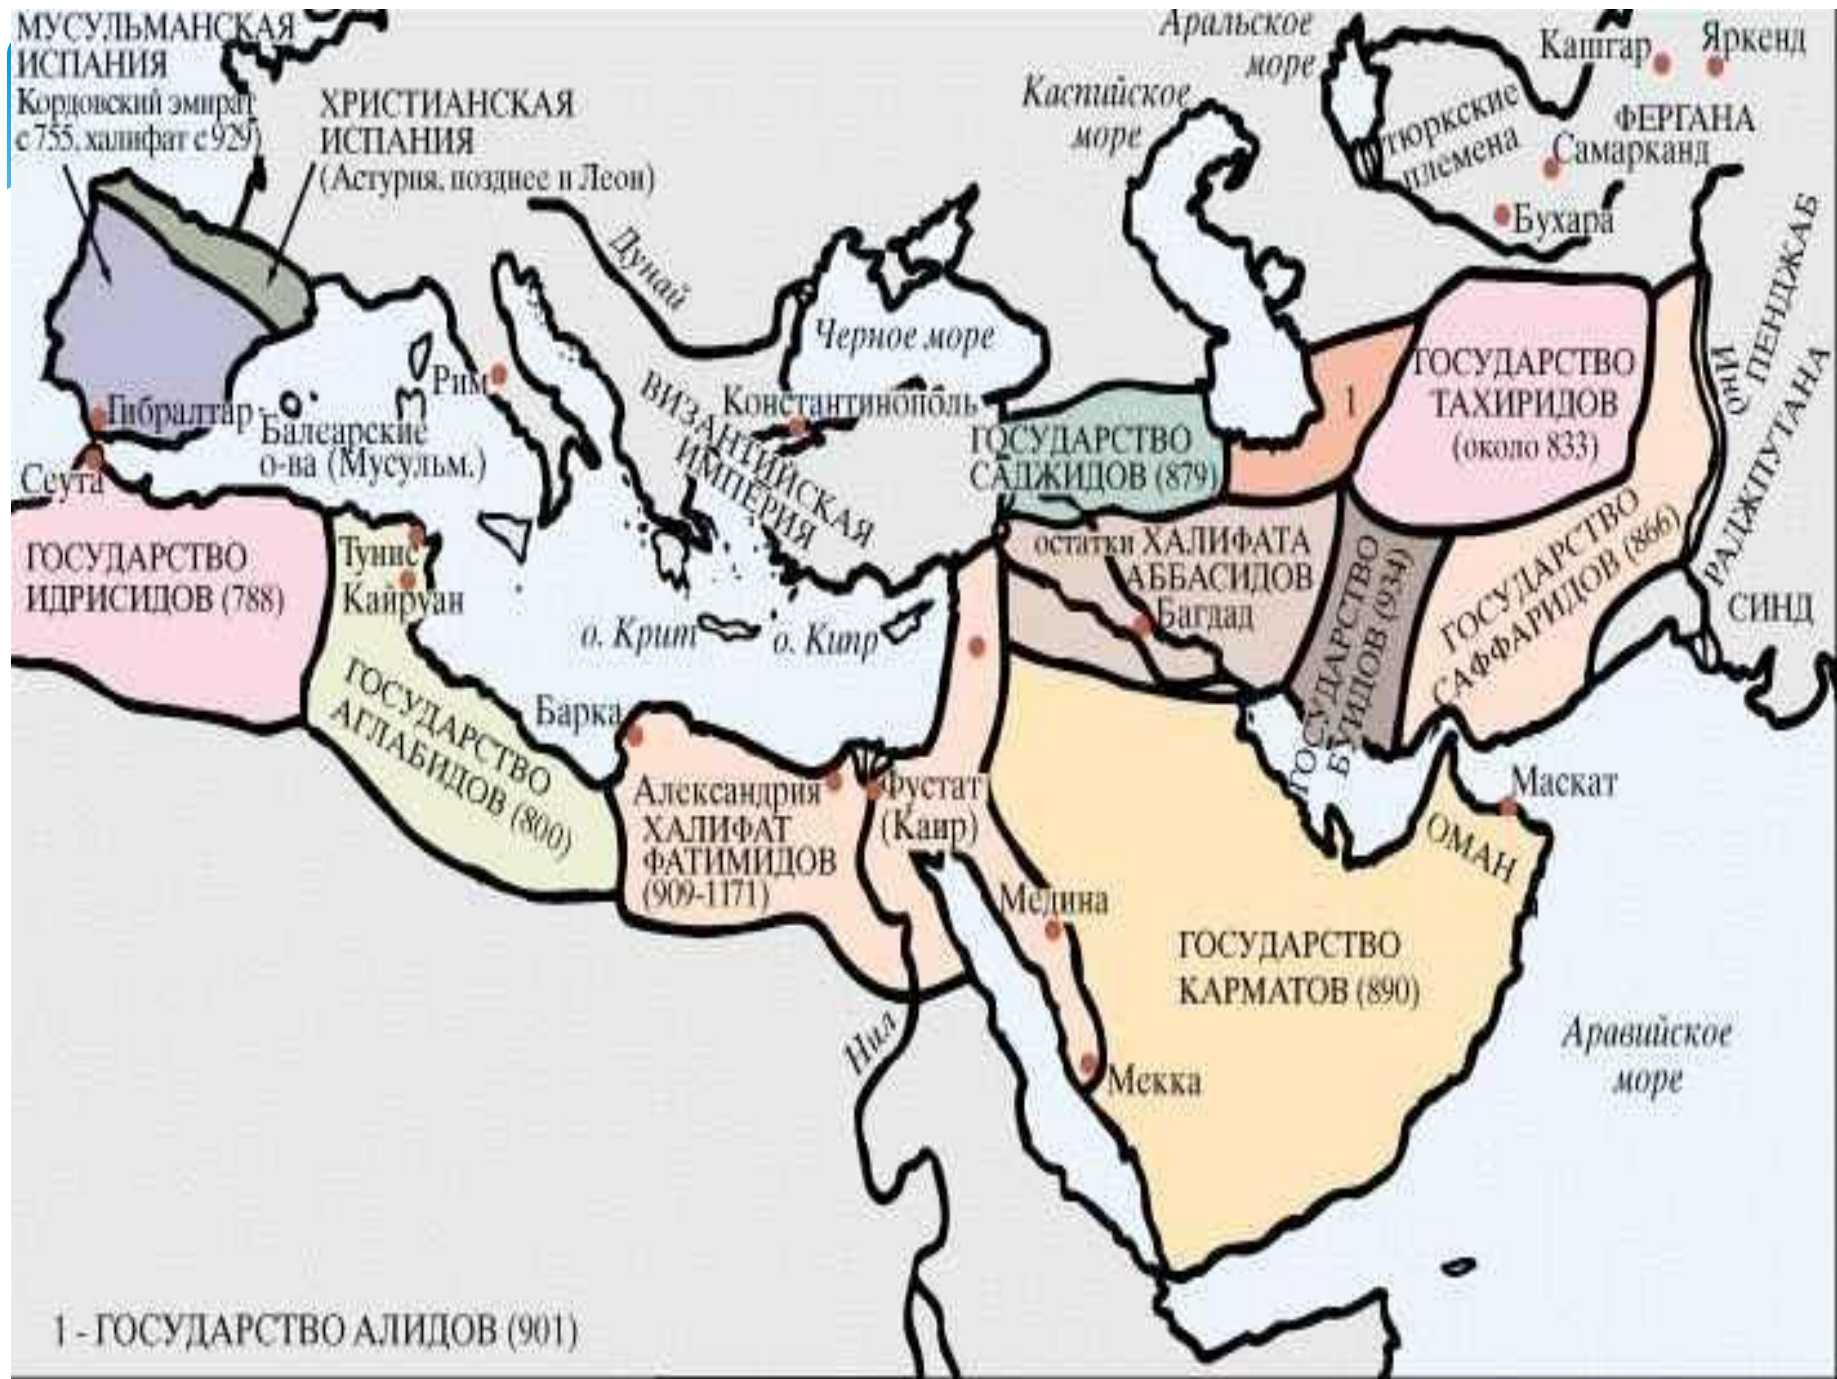 МУСУЛЬМАНСКАЯ
ИСПАНИЯ
Кордовский эмират
с 755, халифат с 929)
ХРИСТИАНСКАЯ
ИСПАНИЯ
(Астурия, позднее и Леон)
Аральское
море
Каспийское
море
Кашгар
Яркенд
ФЕРГАНА
тюркские
племена
Самарканд
Бухара
Дунай
Черное море
ПЕНДЖАБ
Инд
РАДЖПУТАНА
СИНД
Рим
Гибралтар
Балеарские
о-ва (Мусульм.)
Сеута
ВИЗАНТИЙСКАЯ
ИМПЕРИЯ
Константинополь
ГОСУДАРСТВО
САДЖИДОВ (879)
1
ГОСУДАРСТВО
ТАХИРИДОВ
(около 833)
остатки ХАЛИФАТА
АББАСИДОВ
Багдад
ГОСУДАРСТВО
БУИДОВ (934)
ГОСУДАРСТВО
САФФАРИДОВ (866)
ГОСУДАРСТВО
ИДРИСИДОВ (788)
Тунис
Кайруан
о. Крит
о. Кипр
ГОСУДАРСТВО
АГЛАБИДОВ (800)
Барка
Александрия
ХАЛИФАТ
ФАТИМИДОВ
(909-1171)
Фустат
(Каир)
Маскат
ОМАН
Медина
ГОСУДАРСТВО
КАРМАТОВ (890)
Нил
Мекка
Аравийское
море
1 - ГОСУДАРСТВО АЛИДОВ (901)